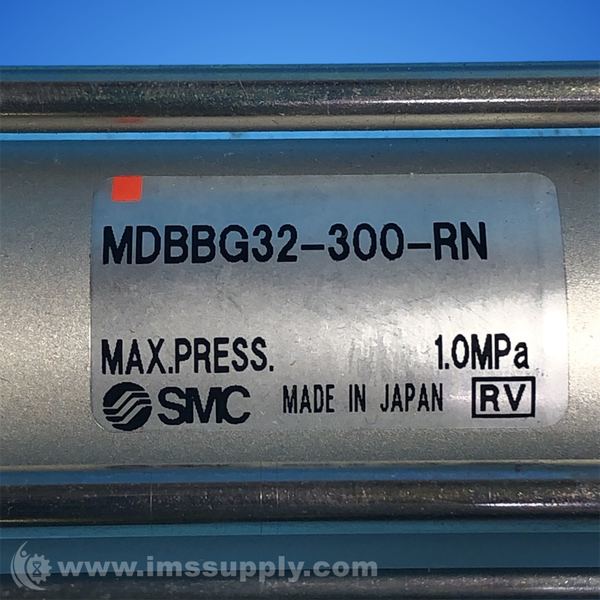 MDBBG32-300-RN
MAX.PRESS. 1.0MPa
SMC MADE IN JAPAN RV
www.imssupply.com